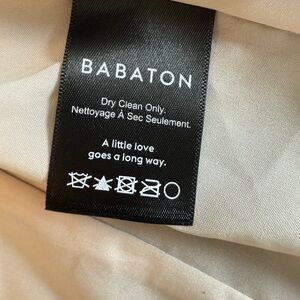 BABATON
Dry Clean Only.
Nettoyage À Sec Seulement.
A little love
goes a long way.